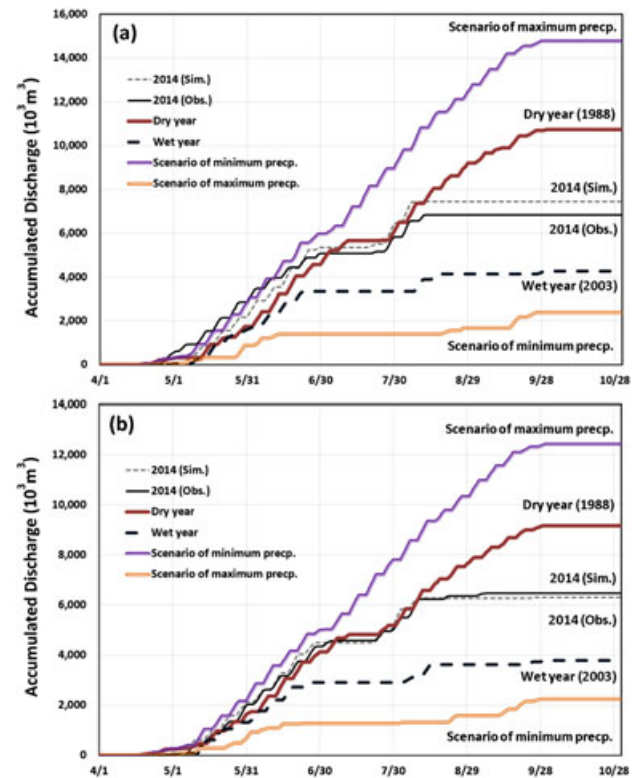 16,000
14,000
12,000
10,000
8,000
6,000
4,000
2,000
0
Accumulated Discharge (10³ m³)
(a)
2014 (Sim.)
2014 (Obs.)
Dry year
Wet year
Scenario of minimum precp.
Scenario of maximum precp.
Scenario of maximum precp.
Dry year (1988)
2014 (Sim.)
2014 (Obs.)
Wet year (2003)
Scenario of minimum precp.
4/1 5/1 5/31 6/30 7/30 8/29 9/28 10/28
14,000
12,000
10,000
8,000
6,000
4,000
2,000
0
Accumulated Discharge (10³ m³)
(b)
2014 (Sim.)
2014 (Obs.)
Dry year
Wet year
Scenario of minimum precp.
Scenario of maximum precp.
Scenario of maximum precp.
Dry year (1988)
2014 (Sim.)
2014 (Obs.)
Wet year (2003)
Scenario of minimum precp.
4/1 5/1 5/31 6/30 7/30 8/29 9/28 10/28